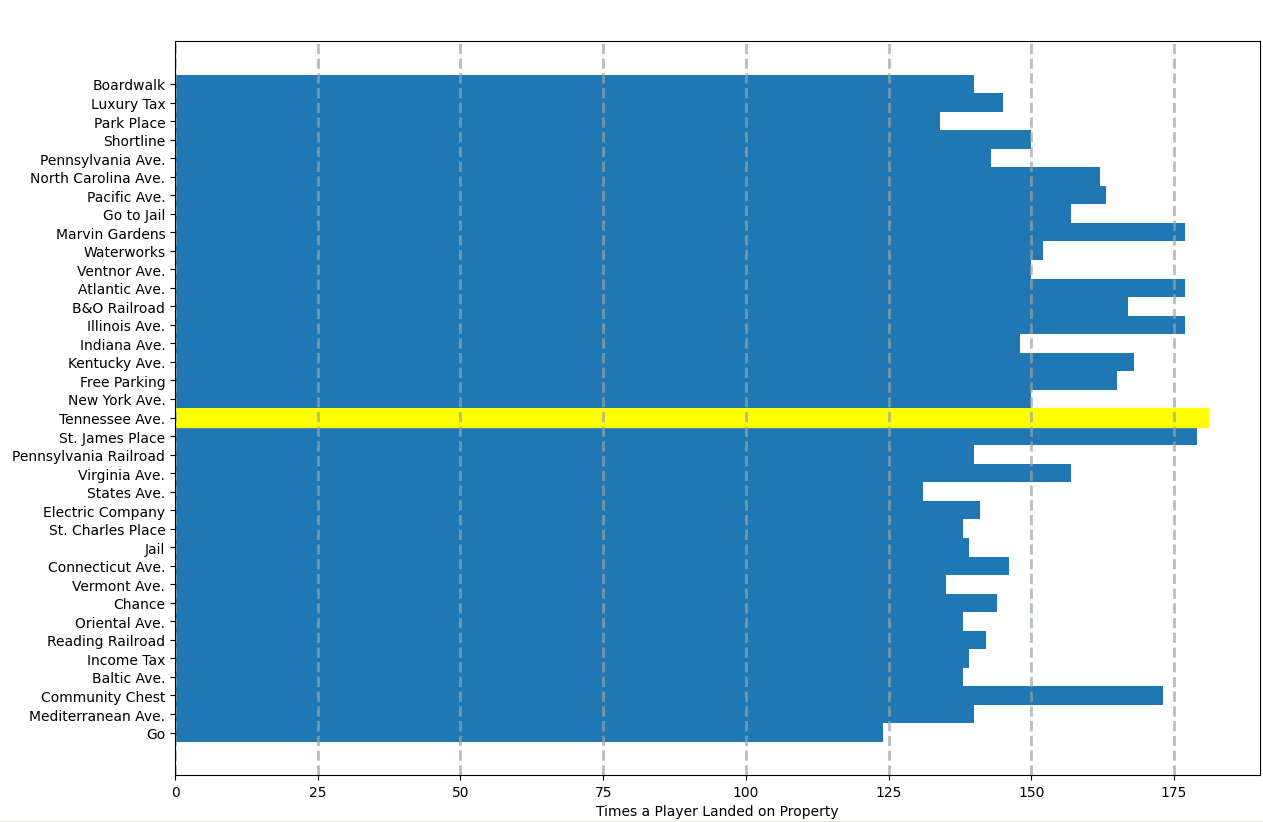 Boardwalk
Luxury Tax
Park Place
Shortline
Pennsylvania Ave.
North Carolina Ave.
Pacific Ave.
Go to Jail
Marvin Gardens
Waterworks
Ventnor Ave.
Atlantic Ave.
B&O Railroad
Illinois Ave.
Indiana Ave.
Kentucky Ave.
Free Parking
New York Ave.
Tennessee Ave.
St. James Place
Pennsylvania Railroad
Virginia Ave.
States Ave.
Electric Company
St. Charles Place
Jail
Connecticut Ave.
Vermont Ave.
Chance
Oriental Ave.
Reading Railroad
Income Tax
Baltic Ave.
Community Chest
Mediterranean Ave.
Go
0 25 50 75 100 125 150 175
Times a Player Landed on Property